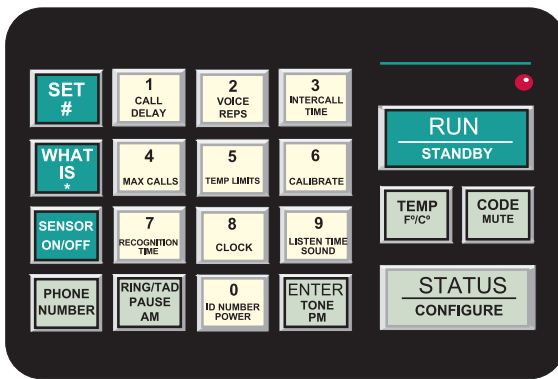 SET
#
1
CALL
DELAY
2
VOICE
REPS
3
INTERCALL
TIME
RUN
STANDBY
WHAT
IS
*
4
MAX CALLS
5
TEMP LIMITS
6
CALIBRATE
TEMP
Fº/Cº
CODE
MUTE
SENSOR
ON/OFF
7
RECOGNITION
TIME
8
CLOCK
9
LISTEN TIME
SOUND
PHONE
NUMBER
RING/TAD
PAUSE
AM
0
ID NUMBER
POWER
ENTER
TONE
PM
STATUS
CONFIGURE